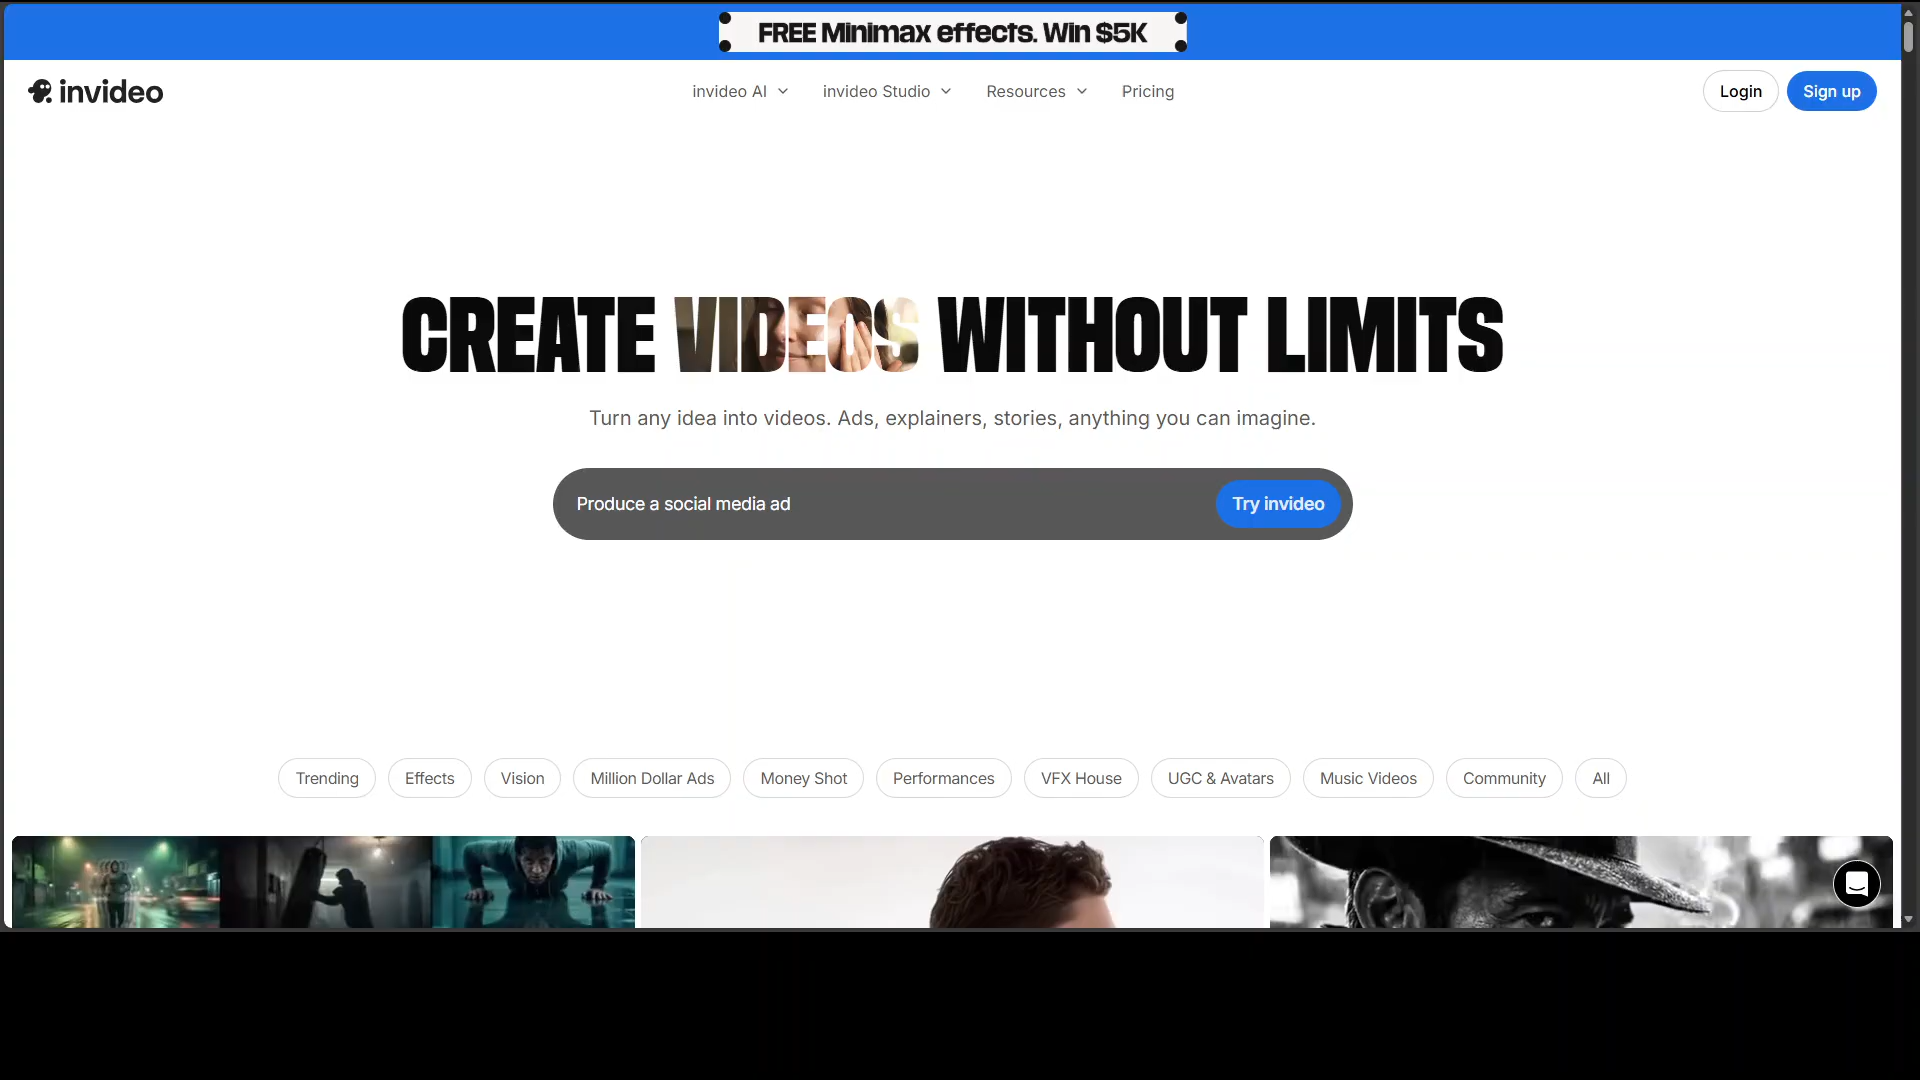 FREE Minimax effects. Win $5K
invideo
invideo AI
invideo Studio
Resources
Pricing
Login
Sign up
CREATE VIDEOS WITHOUT LIMITS
Turn any idea into videos. Ads, explainers, stories, anything you can imagine.
Produce a social media ad
Try invideo
Trending
Effects
Vision
Million Dollar Ads
Money Shot
Performances
VFX House
UGC & Avatars
Music Videos
Community
All